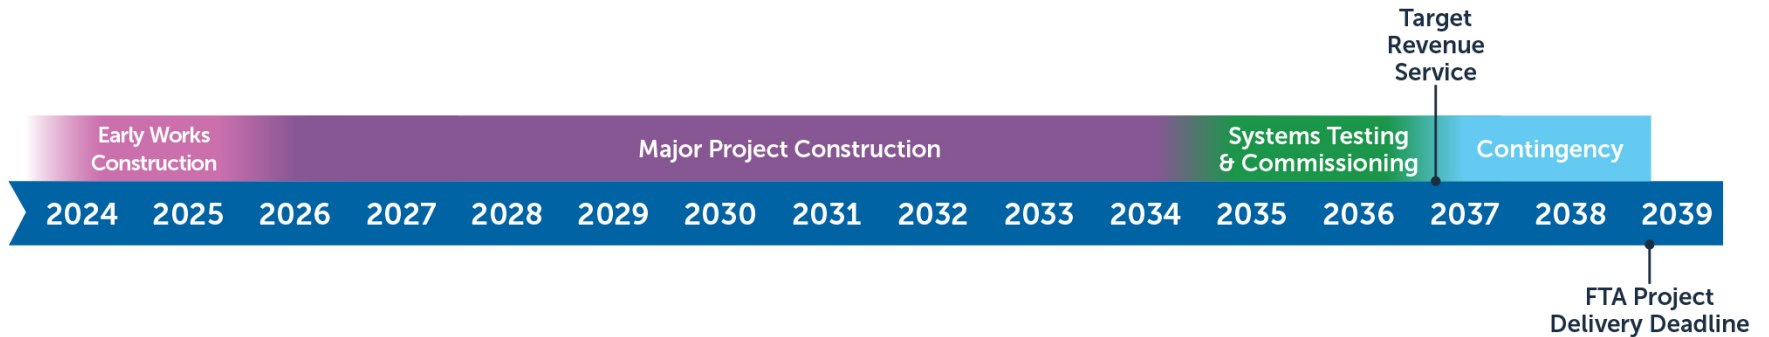 Target
Revenue
Service
Early Works
Construction
Major Project Construction
Systems Testing
& Commissioning
Contingency
2024 2025 2026 2027 2028 2029 2030 2031 2032 2033 2034 2035 2036 2037 2038 2039
FTA Project
Delivery Deadline